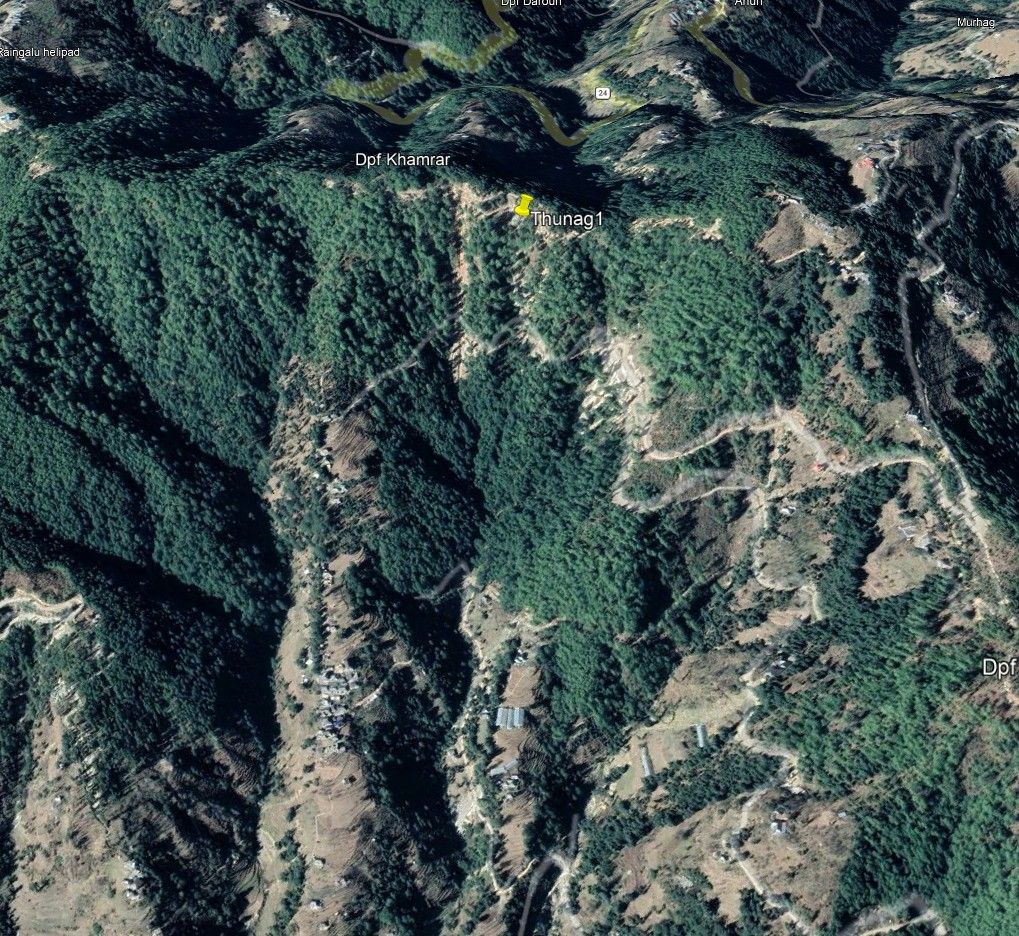 Murhag
Raingalu helipad
24
Dpf Khamrar
Thunag1
Dpf